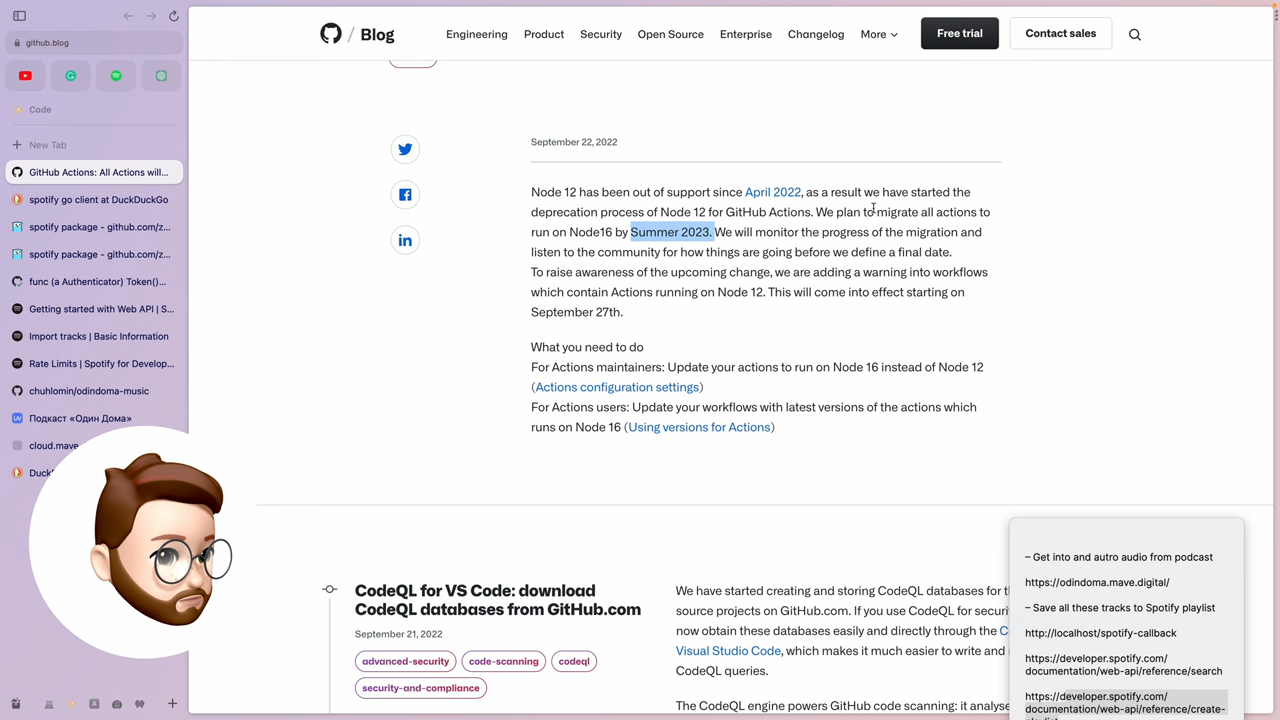 github.blog
Code
New Tab
GitHub Actions: All Actions will...
spotify go client at DuckDuckGo
spotify package - github.com/z...
spotify package - github.com/z...
func (a Authenticator) Token()...
Getting started with Web API | S...
Import tracks | Basic Information
Rate Limits | Spotify for Develop...
chuhlomin/odindoma-music
Подкаст «Один Дома»
cloud.mave
Duck
/ Blog
Engineering Product Security Open Source Enterprise Changelog More Free trial Contact sales
September 22, 2022
Node 12 has been out of support since April 2022, as a result we have started the
deprecation process of Node 12 for GitHub Actions. We plan to migrate all actions to
run on Node16 by Summer 2023. We will monitor the progress of the migration and
listen to the community for how things are going before we define a final date.
To raise awareness of the upcoming change, we are adding a warning into workflows
which contain Actions running on Node 12. This will come into effect starting on
September 27th.
What you need to do
For Actions maintainers: Update your actions to run on Node 16 instead of Node 12
(Actions configuration settings)
For Actions users: Update your workflows with latest versions of the actions which
runs on Node 16 (Using versions for Actions)
CodeQL for VS Code: download
CodeQL databases from GitHub.com
September 21, 2022
advanced-security code-scanning codeql
security-and-compliance
We have started creating and storing CodeQL databases for
source projects on GitHub.com. If you use CodeQL for
now obtain these databases easily and directly through the
Visual Studio Code, which makes it much easier to write and
CodeQL queries.
The CodeQL engine powers GitHub code scanning: it
– Get into and autro audio from podcast
https://odindoma.mave.digital/
– Save all these tracks to Spotify playlist
http://localhost/spotify-callback
https://developer.spotify.com/
documentation/web-api/reference/search
https://developer.spotify.com/
documentation/web-api/reference/create-